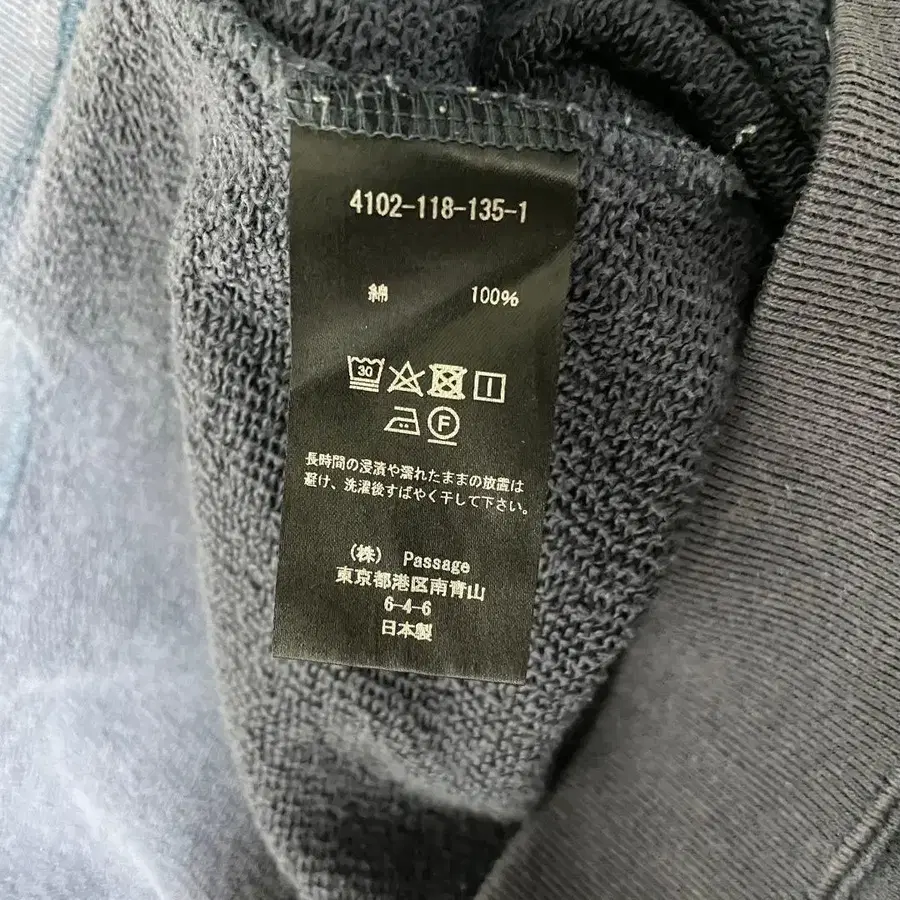 4102-118-135-1
綿 100%
30
F
長時間の浸漬や濡れたままの放置は
避け、洗濯後すばやく干して下さい。
(株) Passage
東京都港区南青山
6-4-6
日本製